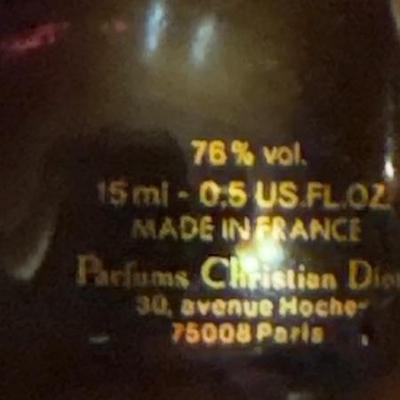 76% vol.
15 ml - 0,5 US.FL.OZ
MADE IN FRANCE
Parfums Christian Dior
30, avenue Hoche
75008 Paris